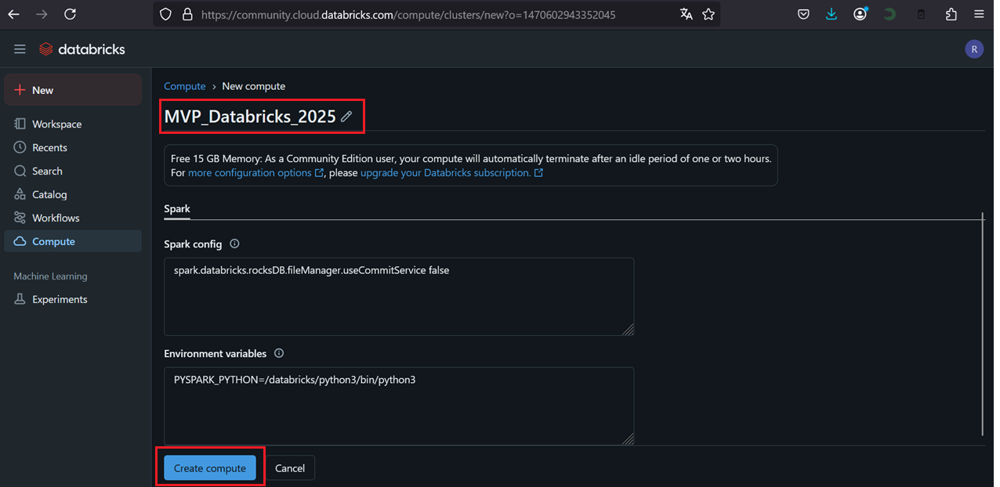 https://community.cloud.databricks.com/compute/clusters/new?o=1470602943352045
databricks
R
New
Workspace
Recents
Search
Catalog
Workflows
Compute
Machine Learning
Experiments
Compute › New compute
MVP_Databricks_2025
Free 15 GB Memory: As a Community Edition user, your compute will automatically terminate after an idle period of one or two hours.
For more configuration options, please upgrade your Databricks subscription.
Spark
Spark config
spark.databricks.rocksDB.fileManager.useCommitService false
Environment variables
PYSPARK_PYTHON=/databricks/python3/bin/python3
Create compute Cancel